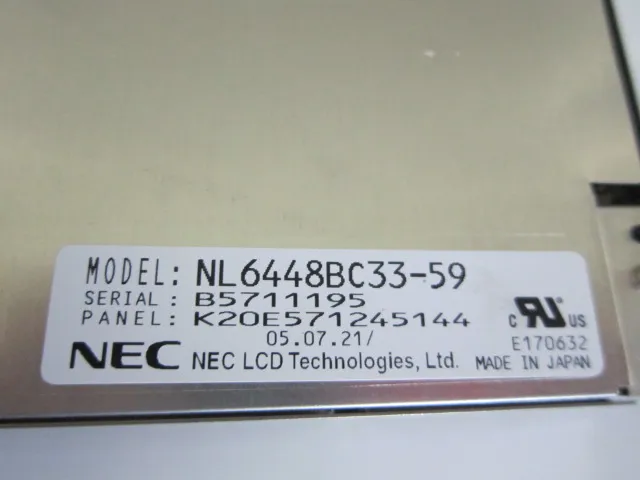 MODEL: NL6448BC33-59
SERIAL: B5711195
PANEL: K20E571245144
05.07.21/
NEC NEC LCD Technologies, Ltd.
c RU US
E170632
MADE IN JAPAN